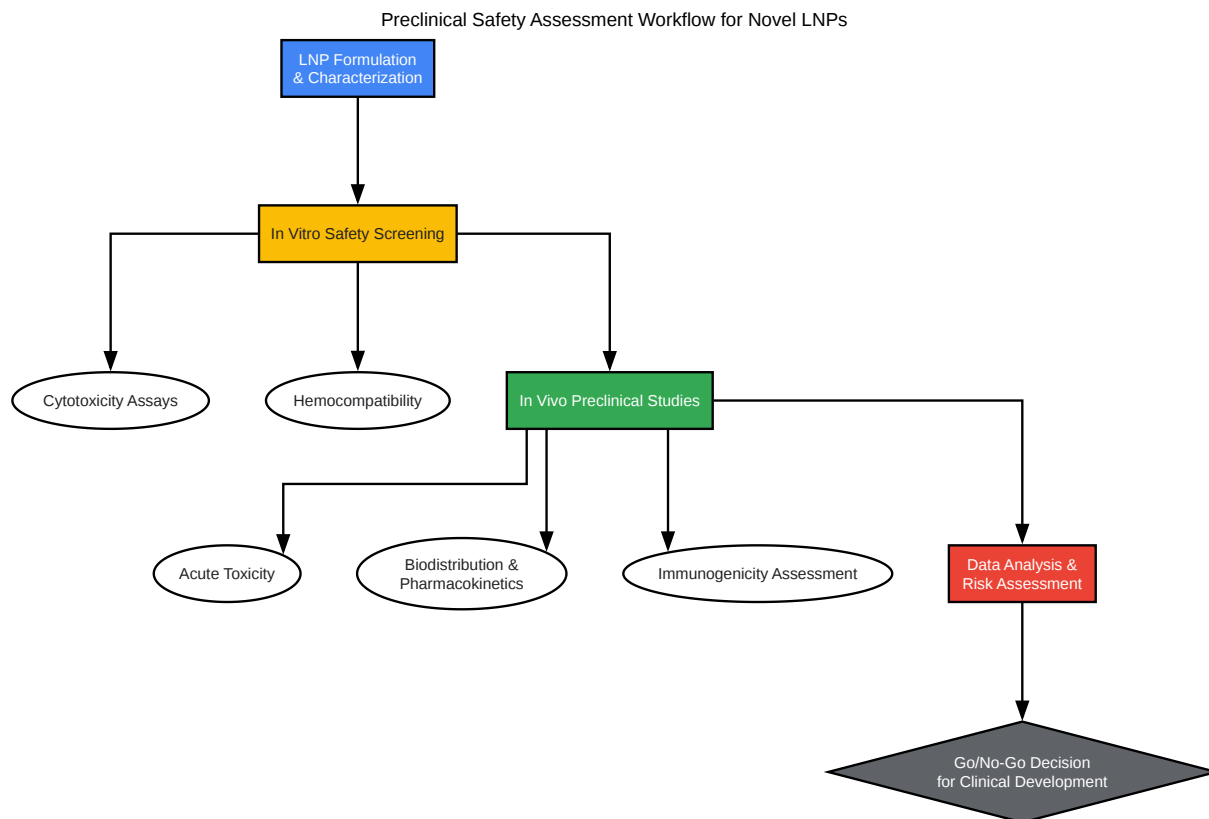 Preclinical Safety Assessment Workflow for Novel LNPs
LNP Formulation
& Characterization
In Vitro Safety Screening
Cytotoxicity Assays
Hemocompatibility
In Vivo Preclinical Studies
Acute Toxicity
Biodistribution &
Pharmacokinetics
Immunogenicity Assessment
Data Analysis &
Risk Assessment
Go/No-Go Decision
for Clinical Development